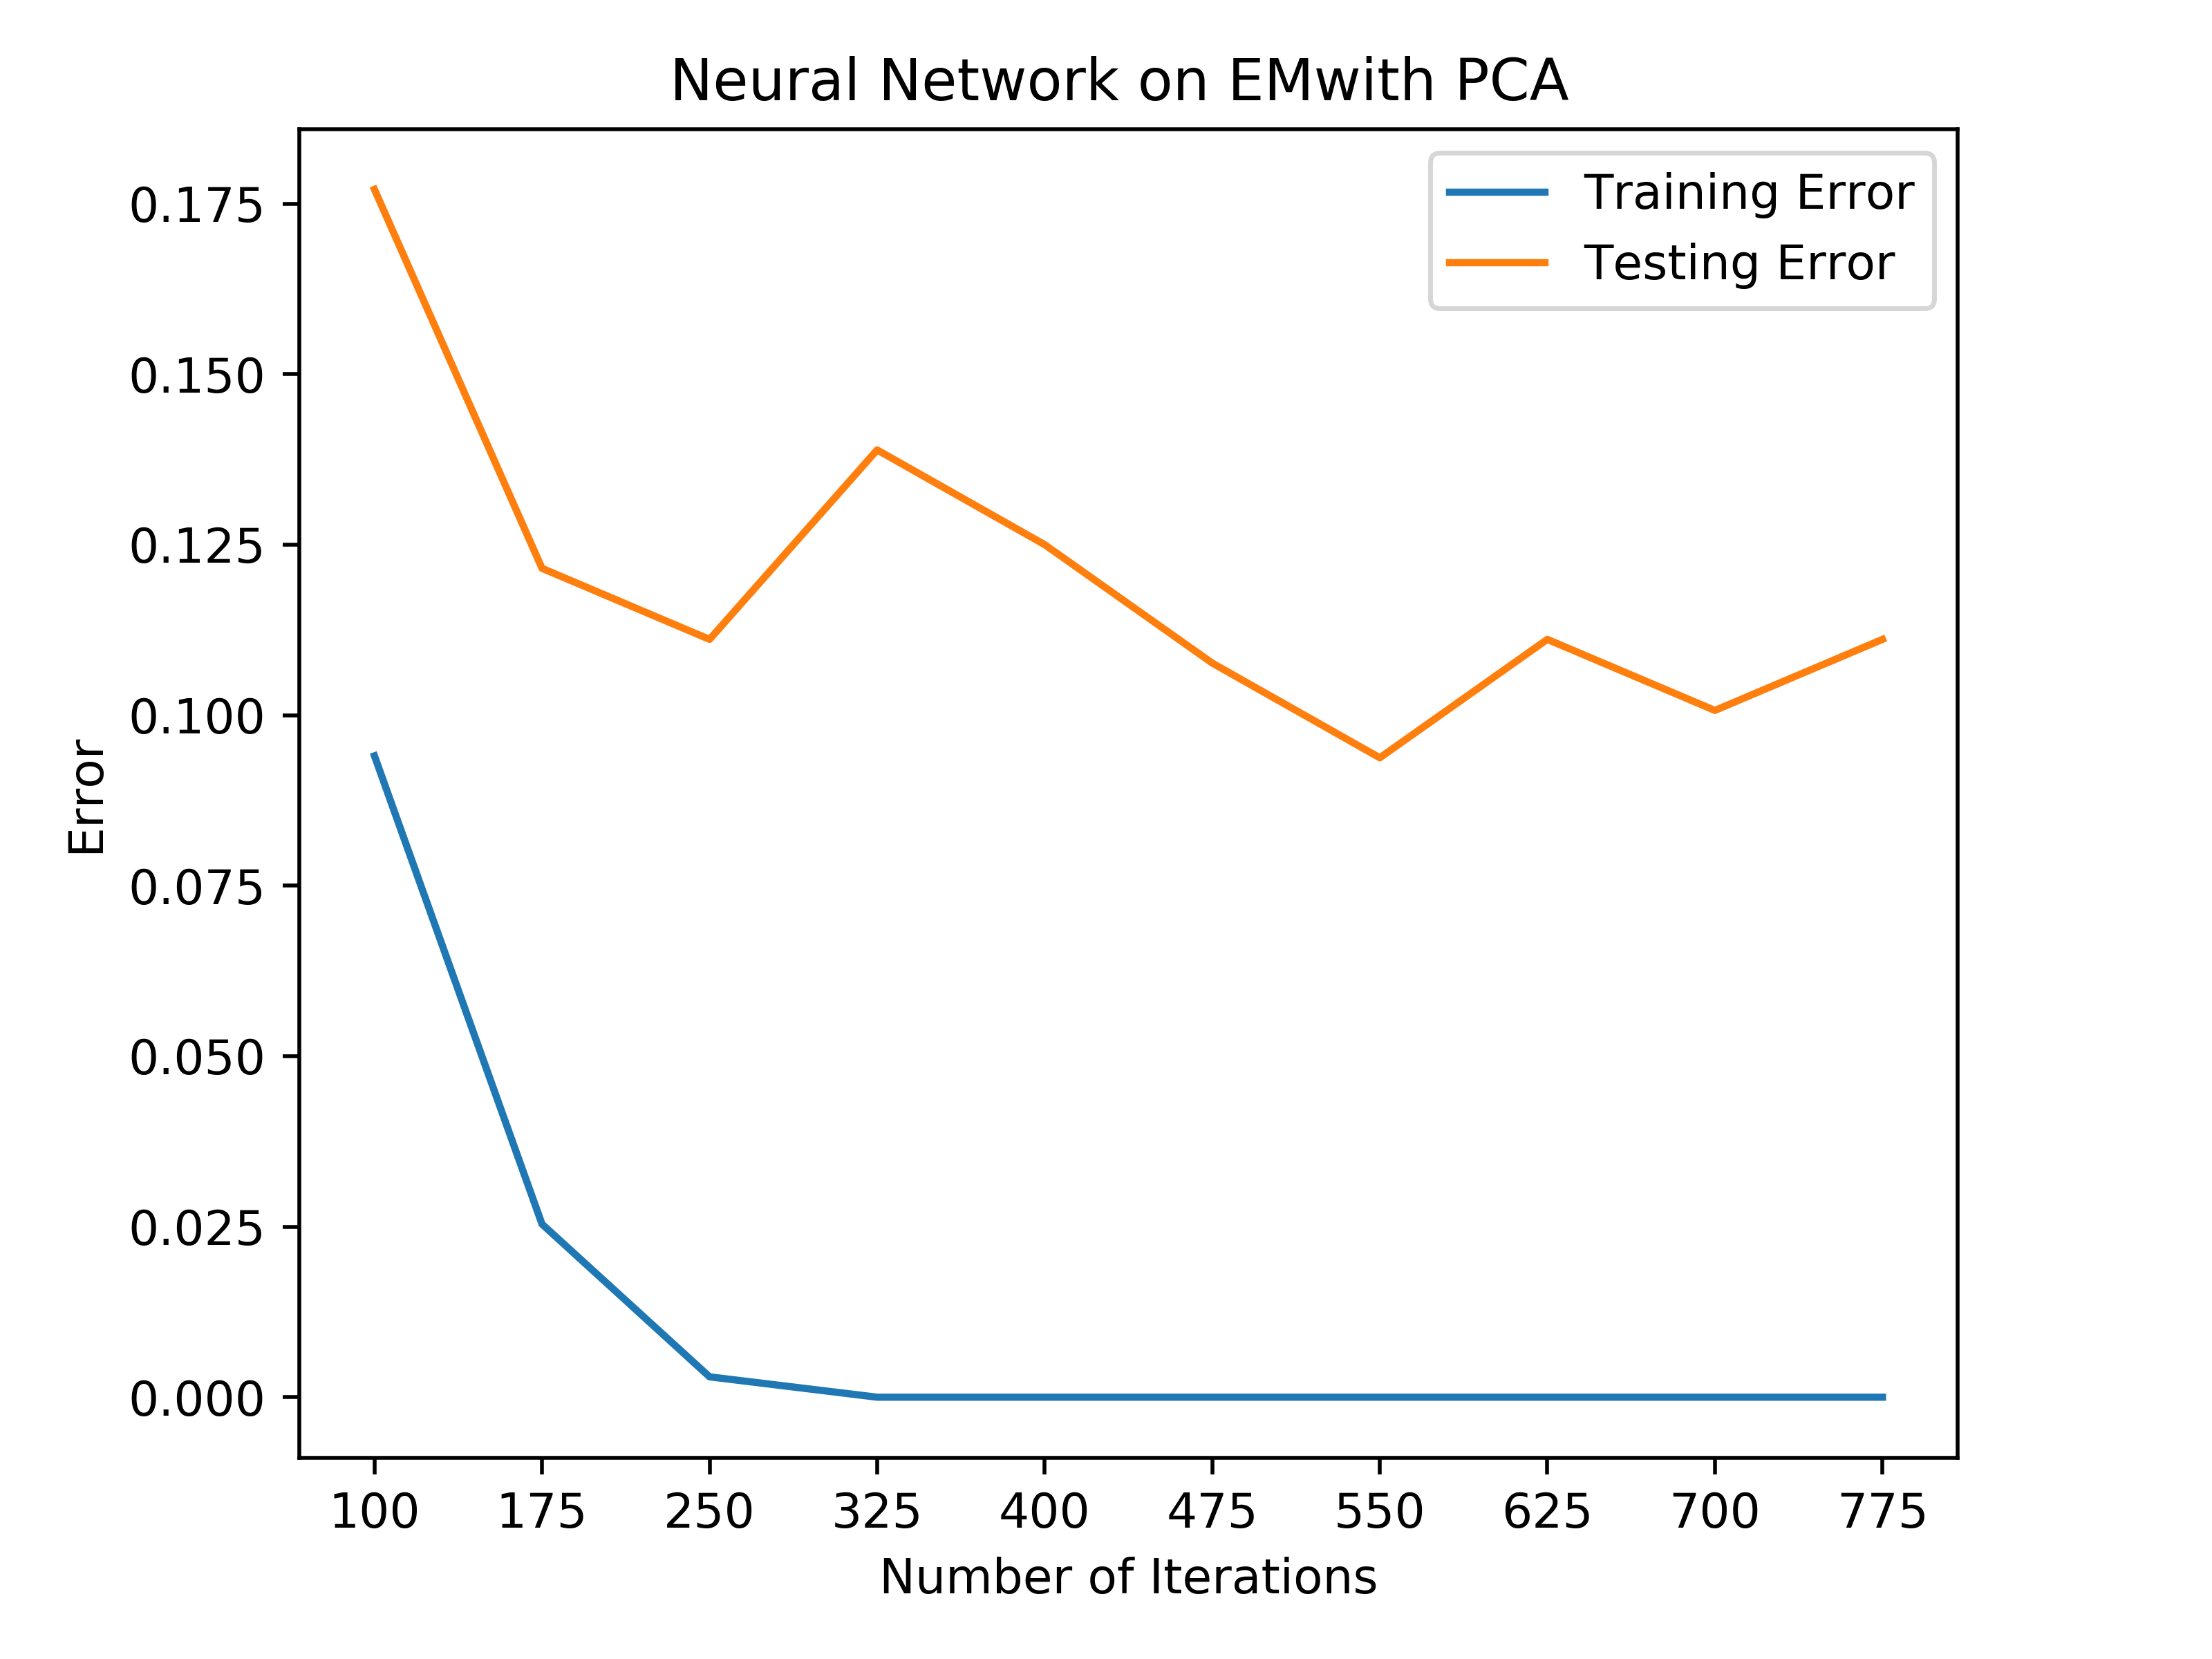 Neural Network on EMwith PCA
Training Error
Testing Error
0.175
0.150
0.125
0.100
0.075
0.050
0.025
0.000
Error
100 175 250 325 400 475 550 625 700 775
Number of Iterations